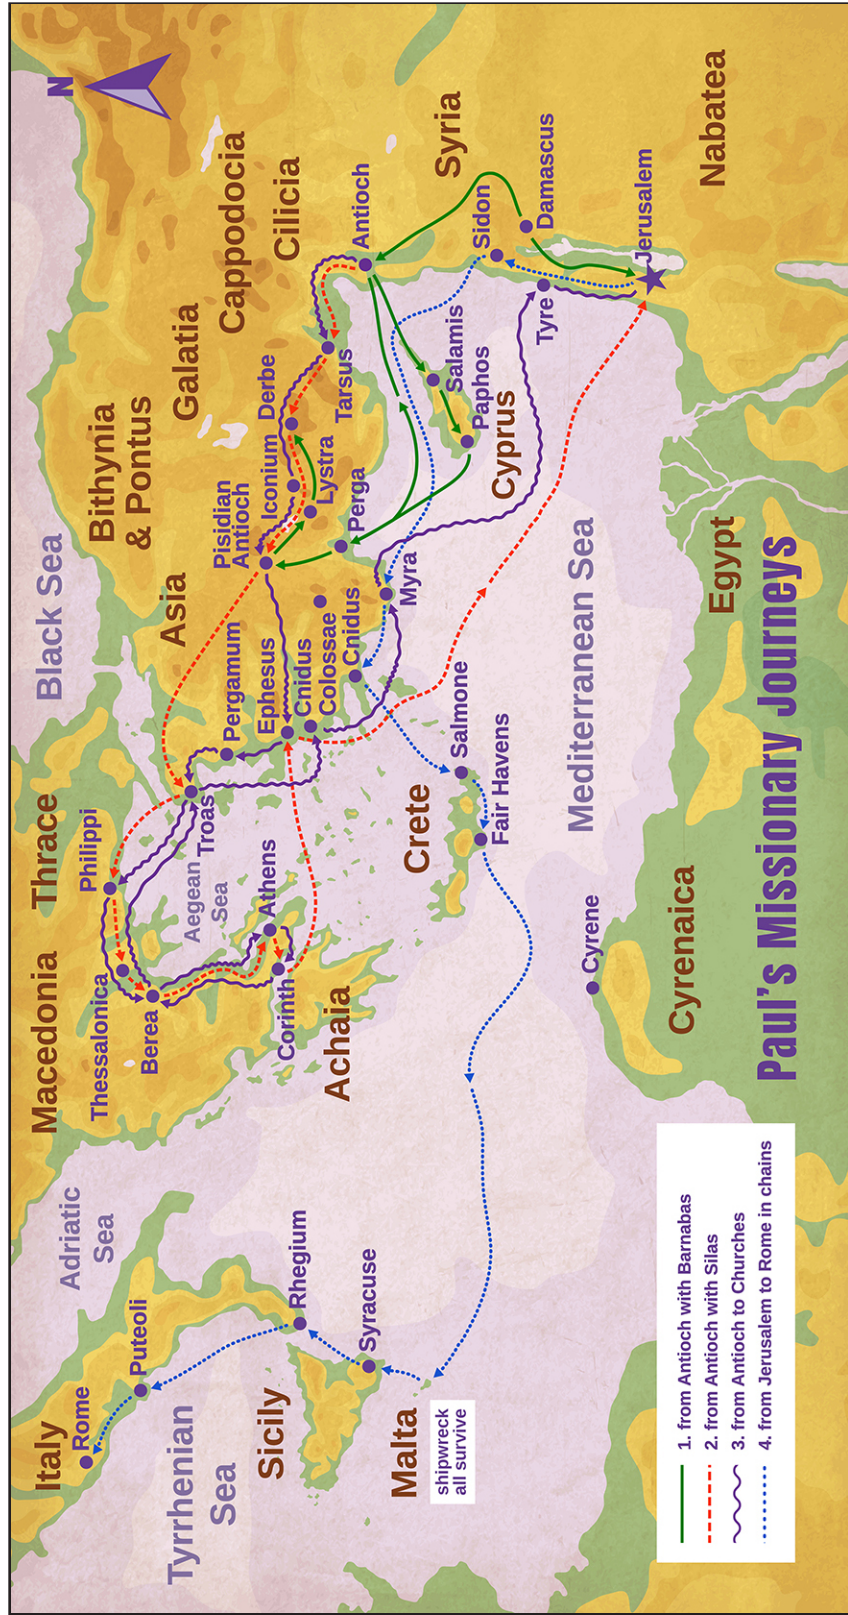 N
Black Sea
Bithynia
& Pontus
Galatia
Cappodocia
Cilicia
Syria
Nabatea
Asia
Thrace
Macedonia
Adriatic
Sea
Italy
Rome
Puteoli
Tyrrhenian
Sea
Sicily
Rhegium
Syracuse
Malta
shipwreck
all survive
Thessalonica
Berea
Philippi
Aegean
Sea
Troas
Athens
Corinth
Achaia
Pergamum
Ephesus
Cnidus
Colossae
Cnidus
Pisidian
Antioch
Iconium
Lystra
Derbe
Tarsus
Perga
Myra
Antioch
Salamis
Paphos
Cyprus
Sidon
Damascus
Tyre
Jerusalem
Crete
Salmone
Fair Havens
Mediterranean Sea
Cyrene
Cyrenaica
Egypt
Paul's Missionary Journeys
1. from Antioch with Barnabas
2. from Antioch with Silas
3. from Antioch to Churches
4. from Jerusalem to Rome in chains